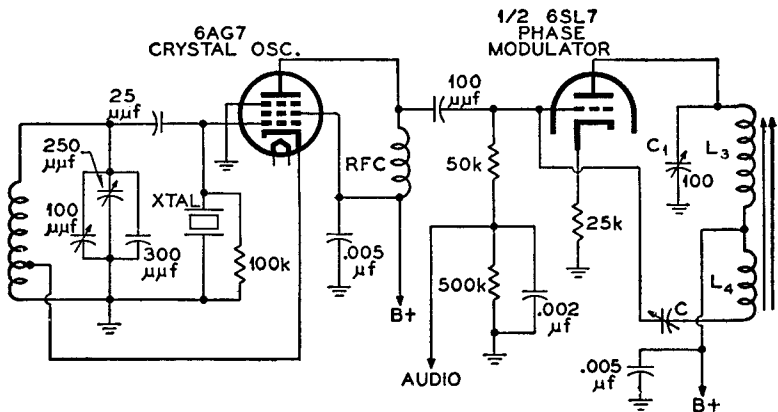 6AG7
CRYSTAL OSC.
1/2 6SL7
PHASE
MODULATOR
25
μμf
250
μμf
100
μμf
300
μμf
XTAL
100k
RFC
.005
μf
B+
100
μμf
50k
500k
.002
μf
AUDIO
25k
C1
100
L3
L4
C
.005
μf
B+